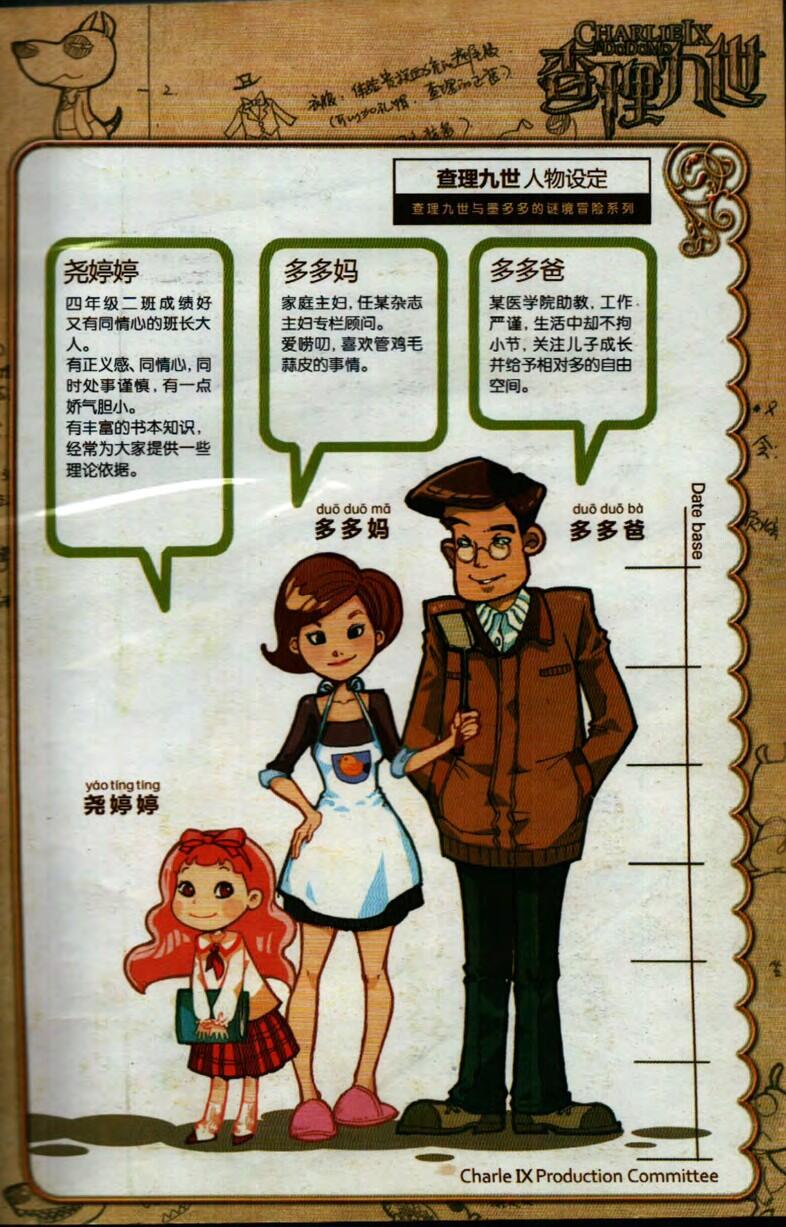 CHARLIE IX
& DODOMO
查理九世
查理九世 人物设定
查理九世与墨多多的谜境冒险系列
尧婷婷
四年级二班成绩好
又有同情心的班长大
人。
有正义感、同情心，同
时处事谨慎，有一点
娇气胆小。
有丰富的书本知识，
经常为大家提供一些
理论依据。
多多妈
家庭主妇，任某杂志
主妇专栏顾问。
爱唠叨，喜欢管鸡毛
蒜皮的事情。
多多爸
某医学院助教，工作
严谨，生活中却不拘
小节，关注儿子成长
并给予相对多的自由
空间。
duō duō mā
多多妈
duō duō bà
多多爸
Date base
yáo tíng tíng
尧婷婷
Charle IX Production Committee